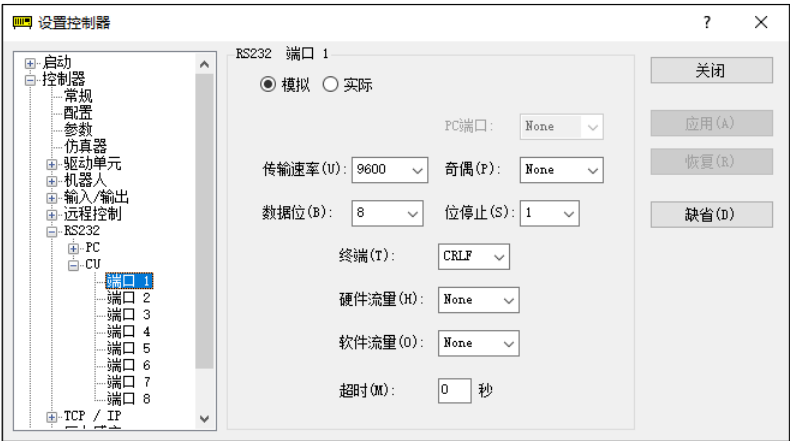 设置控制器
? ×
启动
控制器
常规
配置
参数
仿真器
驱动单元
机器人
输入/输出
远程控制
RS232
PC
CU
端口 1
端口 2
端口 3
端口 4
端口 5
端口 6
端口 7
端口 8
TCP / IP
RS232 端口 1
模拟 实际
PC端口: None
传输速率(U): 9600 奇偶(P): None
数据位(B): 8 位停止(S): 1
终端(T): CRLF
硬件流量(H): None
软件流量(O): None
超时(M): 0 秒
关闭
应用(A)
恢复(R)
缺省(D)